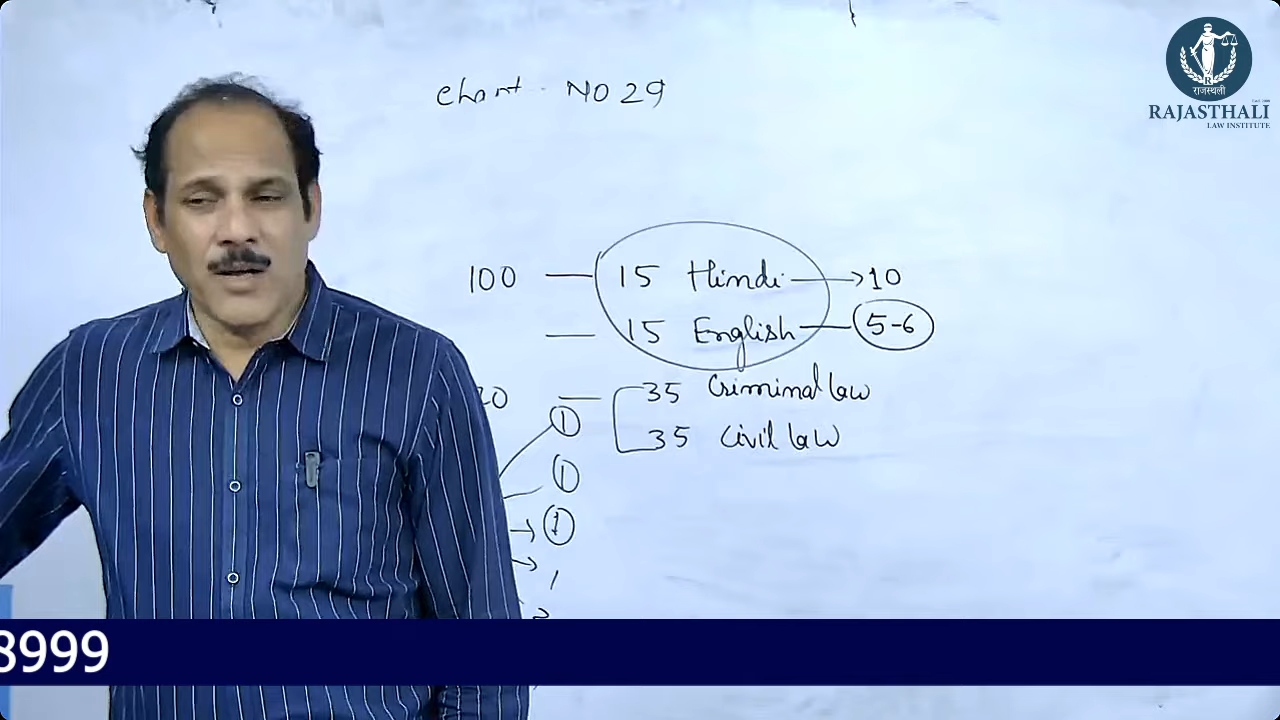 Chart - NO 29
राजस्थली
RAJASTHALI
LAW INSTITUTE
100 — 15 Hindi → 10
— 15 English — 5-6
— 35 Criminal law
35 Civil law
1
1
1
8999